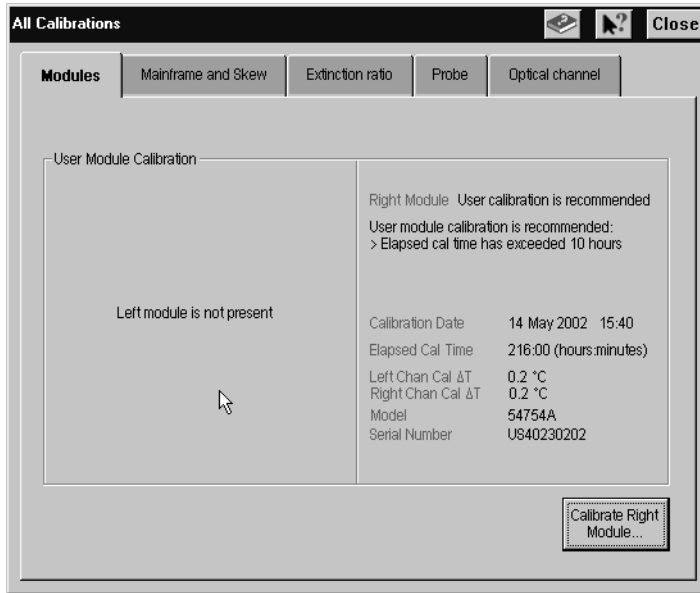 All Calibrations
?
?
Close
Modules
Mainframe and Skew
Extinction ratio
Probe
Optical channel
User Module Calibration
Left module is not present
Right Module User calibration is recommended
User module calibration is recommended:
> Elapsed cal time has exceeded 10 hours
Calibration Date 14 May 2002 15:40
Elapsed Cal Time 216:00 (hours:minutes)
Left Chan Cal ΔT 0.2 °C
Right Chan Cal ΔT 0.2 °C
Model 54754A
Serial Number US40230202
Calibrate Right
Module...